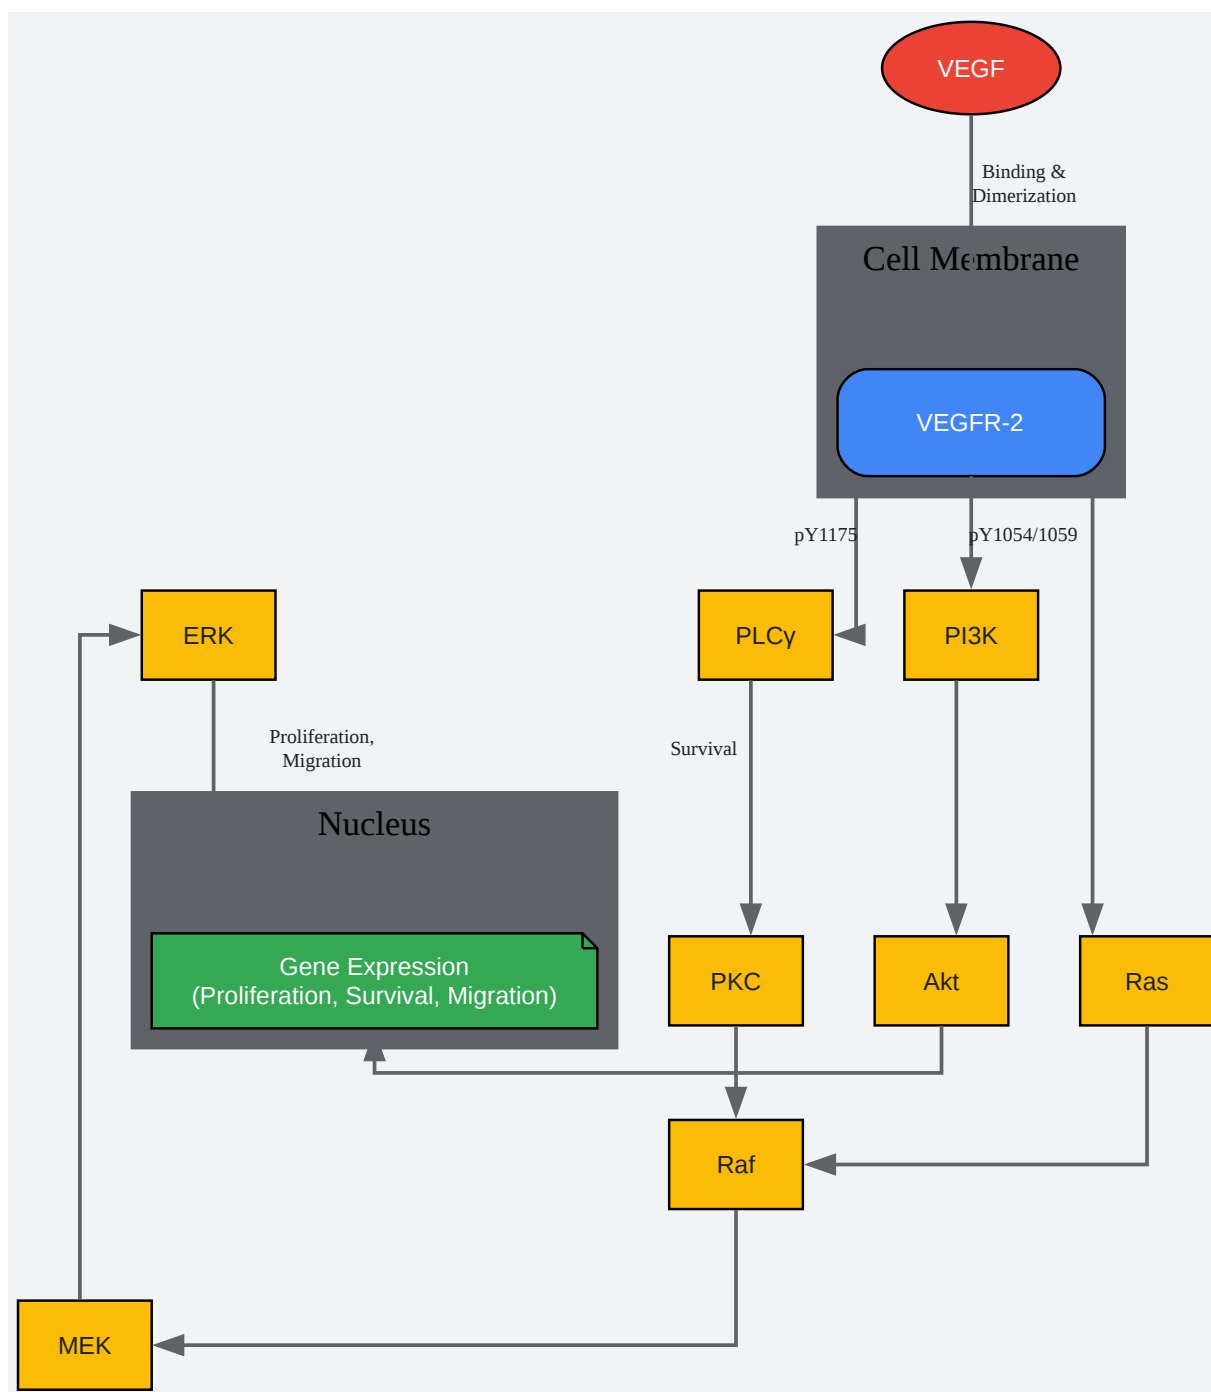 VEGF
Binding &
Dimerization
Cell Membrane
VEGFR-2
pY1175
pY1054/1059
ERK
PLCγ
PI3K
Proliferation,
Migration
Survival
Nucleus
Gene Expression
(Proliferation, Survival, Migration)
PKC
Akt
Ras
Raf
MEK